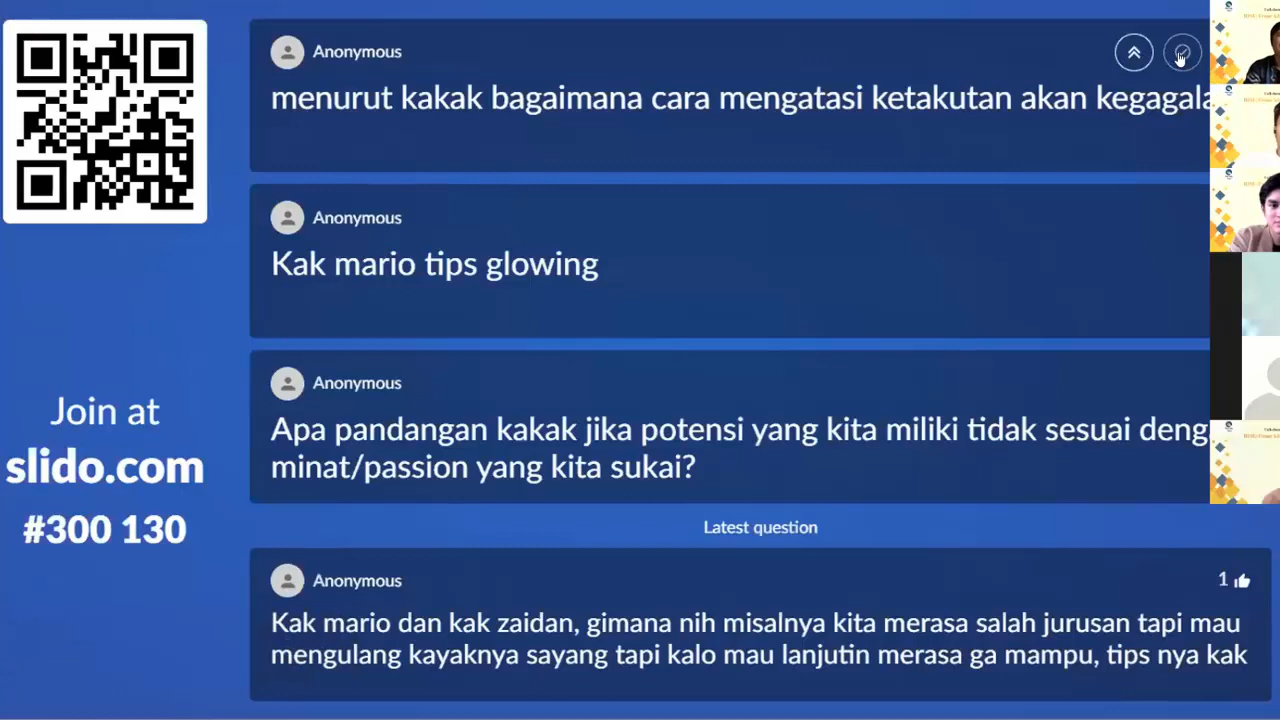 Anonymous
menurut kakak bagaimana cara mengatasi ketakutan akan
Anonymous
Kak mario tips glowing
Anonymous
Apa pandangan kakak jika potensi yang kita miliki tidak sesuai
minat/passion yang kita sukai?
Join at
slido.com
#300 130
Latest question
Anonymous
1
Kak mario dan kak zaidan, gimana nih misalnya kita merasa salah jurusan tapi mau
mengulang kayaknya sayang tapi kalo mau lanjutin merasa ga mampu, tips nya kak